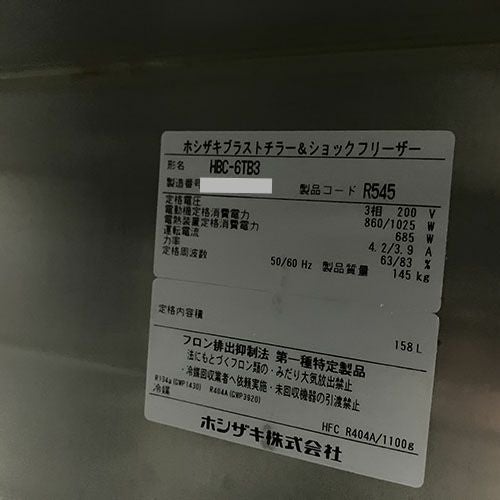 ホシザキブラストチラー＆ショックフリーザー
形名 HBC-6TB3
製造番号 製品コード R545
定格電圧 3相 200 V
電動機定格消費電力 860/1025 W
電熱装置定格消費電力 685 W
運転電流 4.2/3.9 A
力率 63/83 %
定格周波数 50/60 Hz 製品質量 145 kg
定格内容積 158 L
フロン排出抑制法 第一種特定製品
法にもとづくフロン類の・みだり大気放出禁止
・冷媒回収業者へ依頼実施・未回収機器の引渡禁止
R134a(GWP1430) R404A(GWP3920)
冷媒 HFC R404A/1100g
ホシザキ株式会社